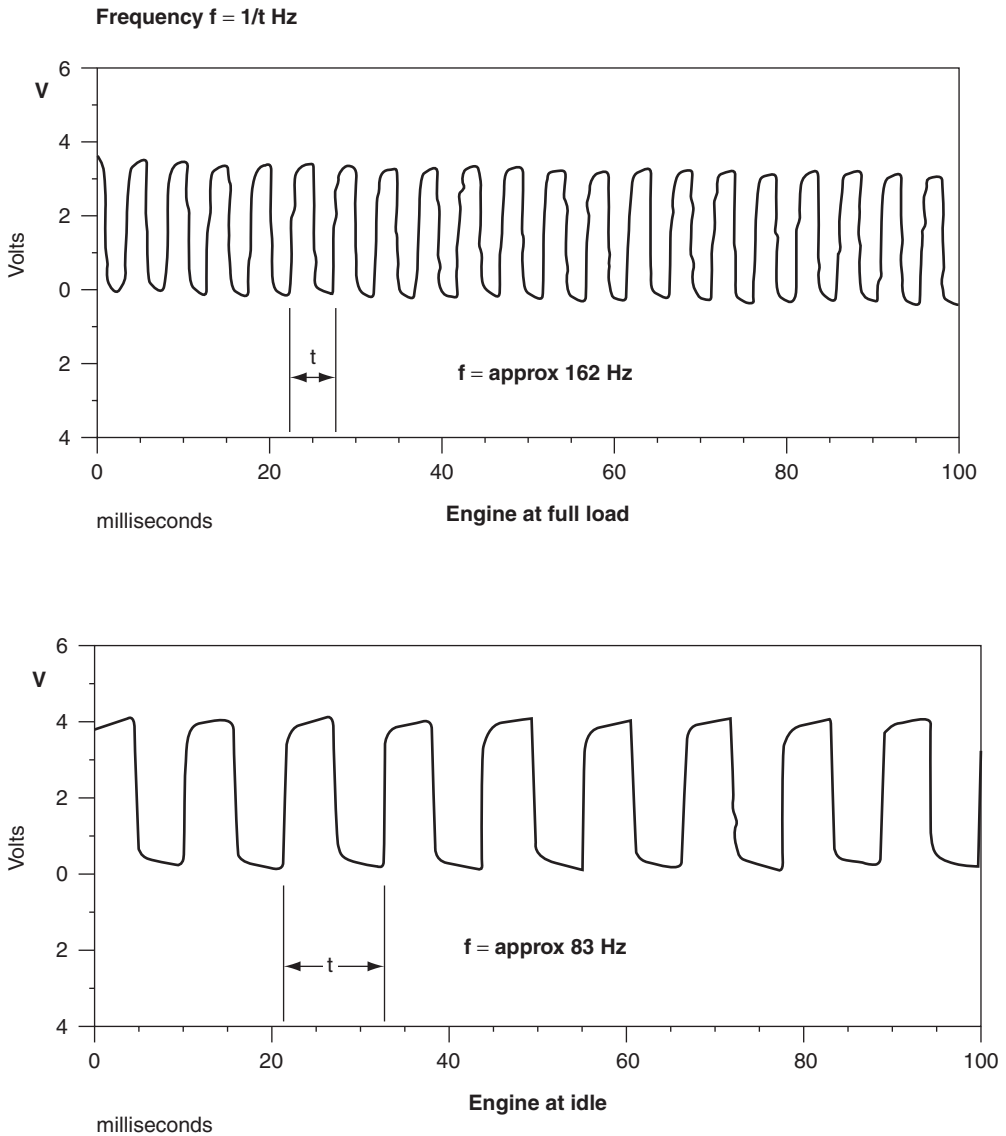 Frequency f = 1/t Hz
6
V
4
Volts
2
0
t
2
f = approx 162 Hz
4
0 20 40 60 80 100
milliseconds
Engine at full load
6
V
4
2
Volts
0
f = approx 83 Hz
2
t
4
0 20 40 60 80 100
Engine at idle
milliseconds